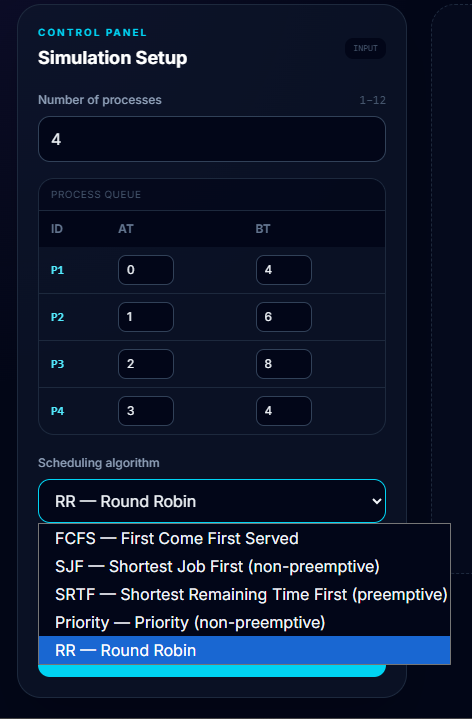 CONTROL PANEL
Simulation Setup
INPUT
Number of processes 1–12
4
PROCESS QUEUE
ID AT BT
P1 0 4
P2 1 6
P3 2 8
P4 3 4
Scheduling algorithm
RR — Round Robin
FCFS — First Come First Served
SJF — Shortest Job First (non-preemptive)
SRTF — Shortest Remaining Time First (preemptive)
Priority — Priority (non-preemptive)
RR — Round Robin